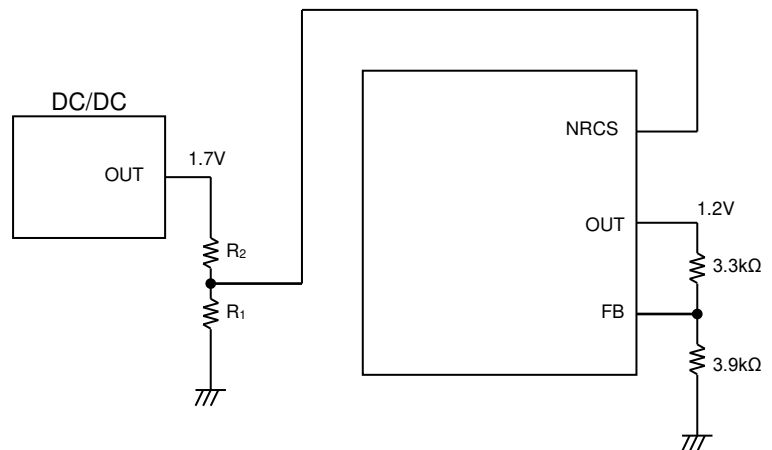 DC/DC
OUT
1.7V
R₂
R₁
NRCS
OUT
1.2V
3.3kΩ
FB
3.9kΩ